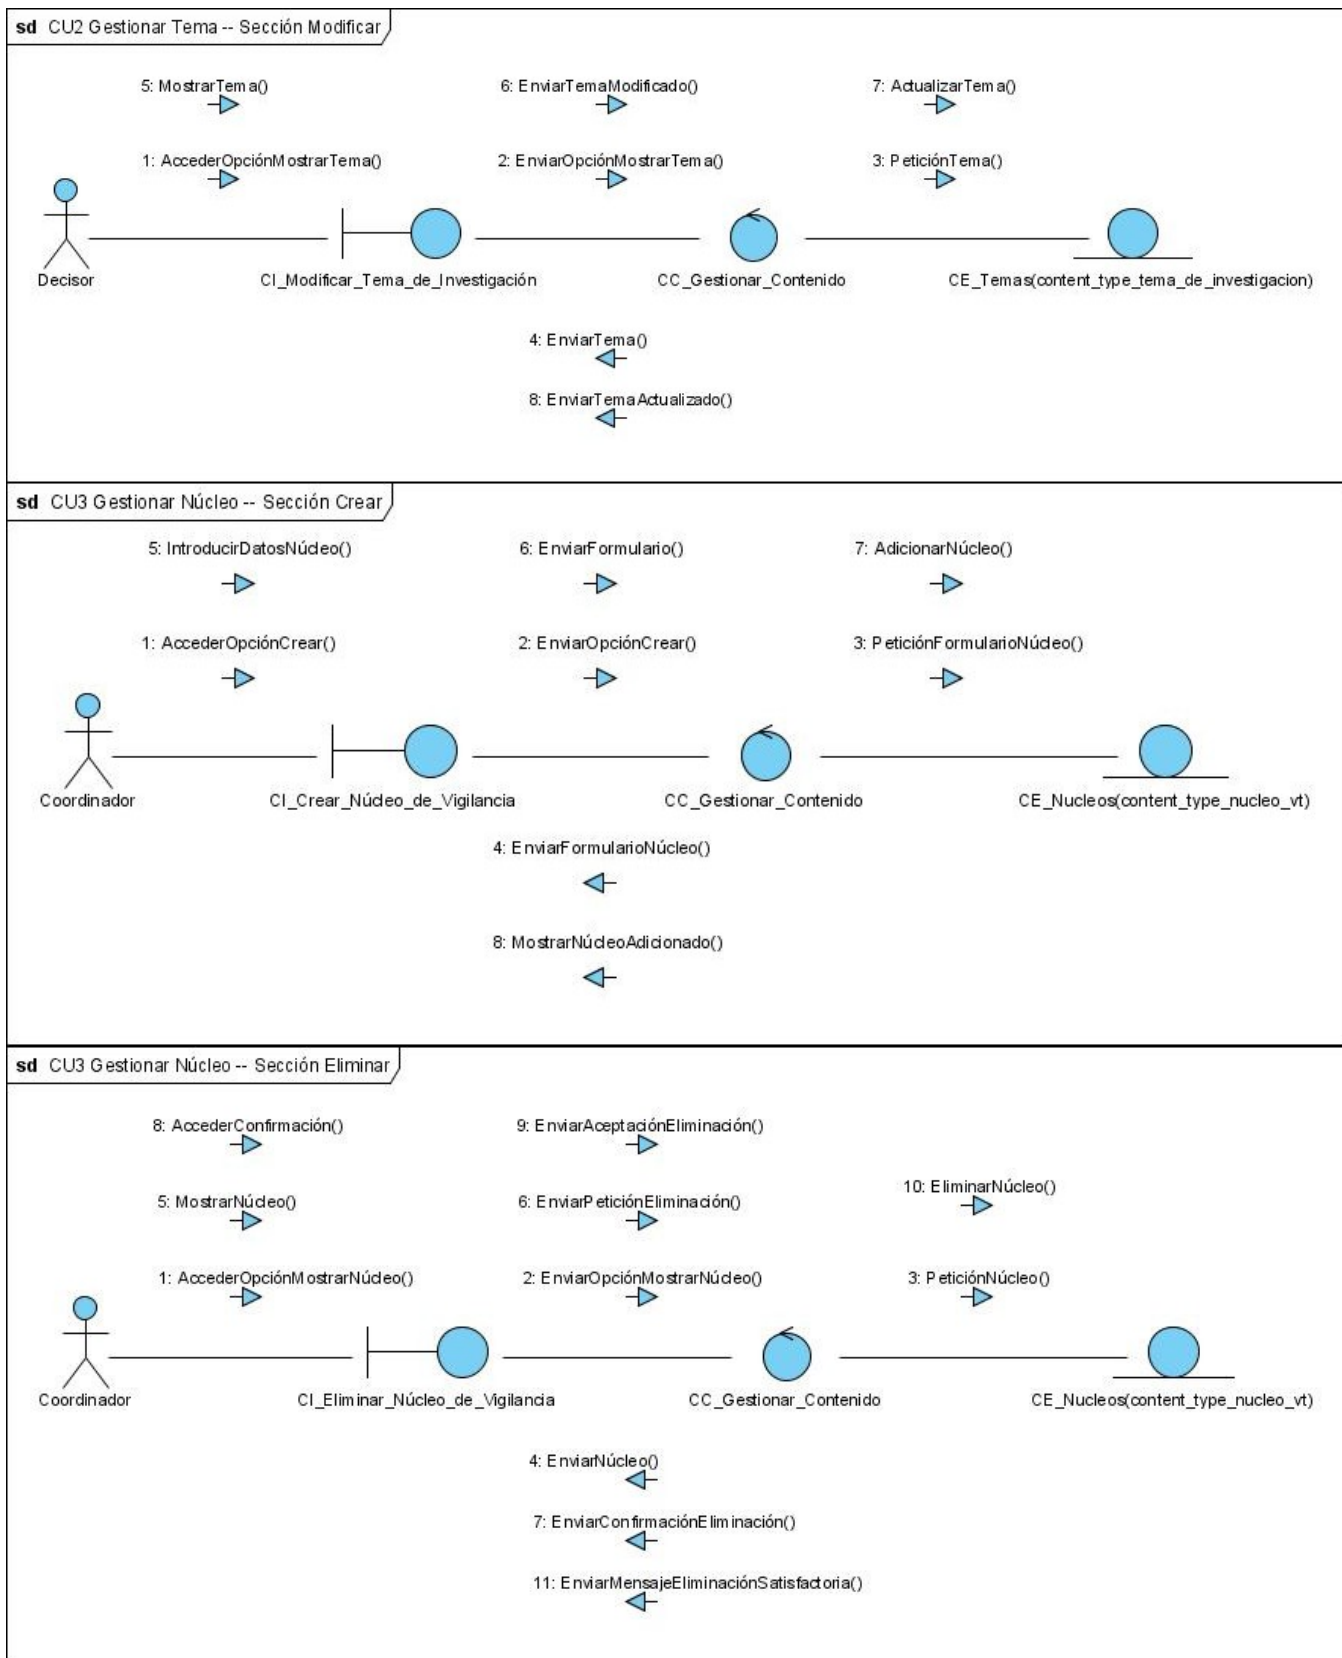 sd CU2 Gestionar Tema -- Sección Modificar
5: MostrarTema()
6: EnviarTemaModificado()
7: ActualizarTema()
1: AccederOpciónMostrarTema()
2: EnviarOpciónMostrarTema()
3: PeticiónTema()
Decisor
CI_Modificar_Tema_de_Investigación
CC_Gestionar_Contenido
CE_Temas(content_type_tema_de_investigacion)
4: EnviarTema()
8: EnviarTemaActualizado()
sd CU3 Gestionar Núcleo -- Sección Crear
5: IntroducirDatosNúcleo()
6: EnviarFormulario()
7: AdicionarNúcleo()
1: AccederOpciónCrear()
2: EnviarOpciónCrear()
3: PeticiónFormularioNúcleo()
Coordinador
CI_Crear_Núcleo_de_Vigilancia
CC_Gestionar_Contenido
CE_Nucleos(content_type_nucleo_vt)
4: EnviarFormularioNúcleo()
8: MostrarNúcleoAdicionado()
sd CU3 Gestionar Núcleo -- Sección Eliminar
8: AccederConfirmación()
9: EnviarAceptaciónEliminación()
5: MostrarNúcleo()
6: EnviarPeticiónEliminación()
10: EliminarNúcleo()
1: AccederOpciónMostrarNúcleo()
2: EnviarOpciónMostrarNúcleo()
3: PeticiónNúcleo()
Coordinador
CI_Eliminar_Núcleo_de_Vigilancia
CC_Gestionar_Contenido
CE_Nucleos(content_type_nucleo_vt)
4: EnviarNúcleo()
7: EnviarConfirmaciónEliminación()
11: EnviarMensajeEliminaciónSatisfactoria()